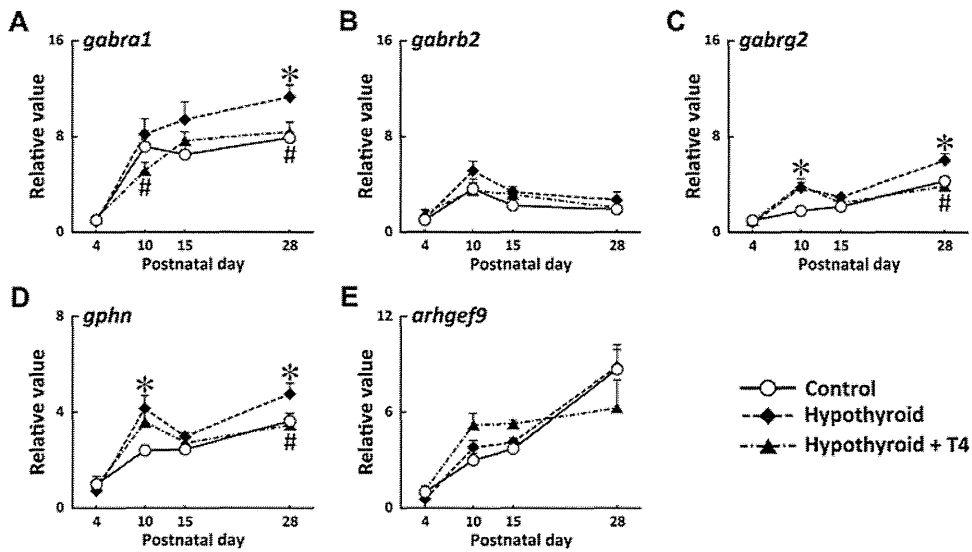 A
gabra1
16
8
0
Relative value
*
#
#
4 10 15 28
Postnatal day
B
gabrb2
16
8
0
Relative value
4 10 15 28
Postnatal day
C
gabrg2
16
8
0
Relative value
*
*
#
4 10 15 28
Postnatal day
D
gphn
8
4
0
Relative value
*
*
#
4 10 15 28
Postnatal day
E
arhgef9
12
6
0
Relative value
4 10 15 28
Postnatal day
Control
Hypothyroid
Hypothyroid + T4